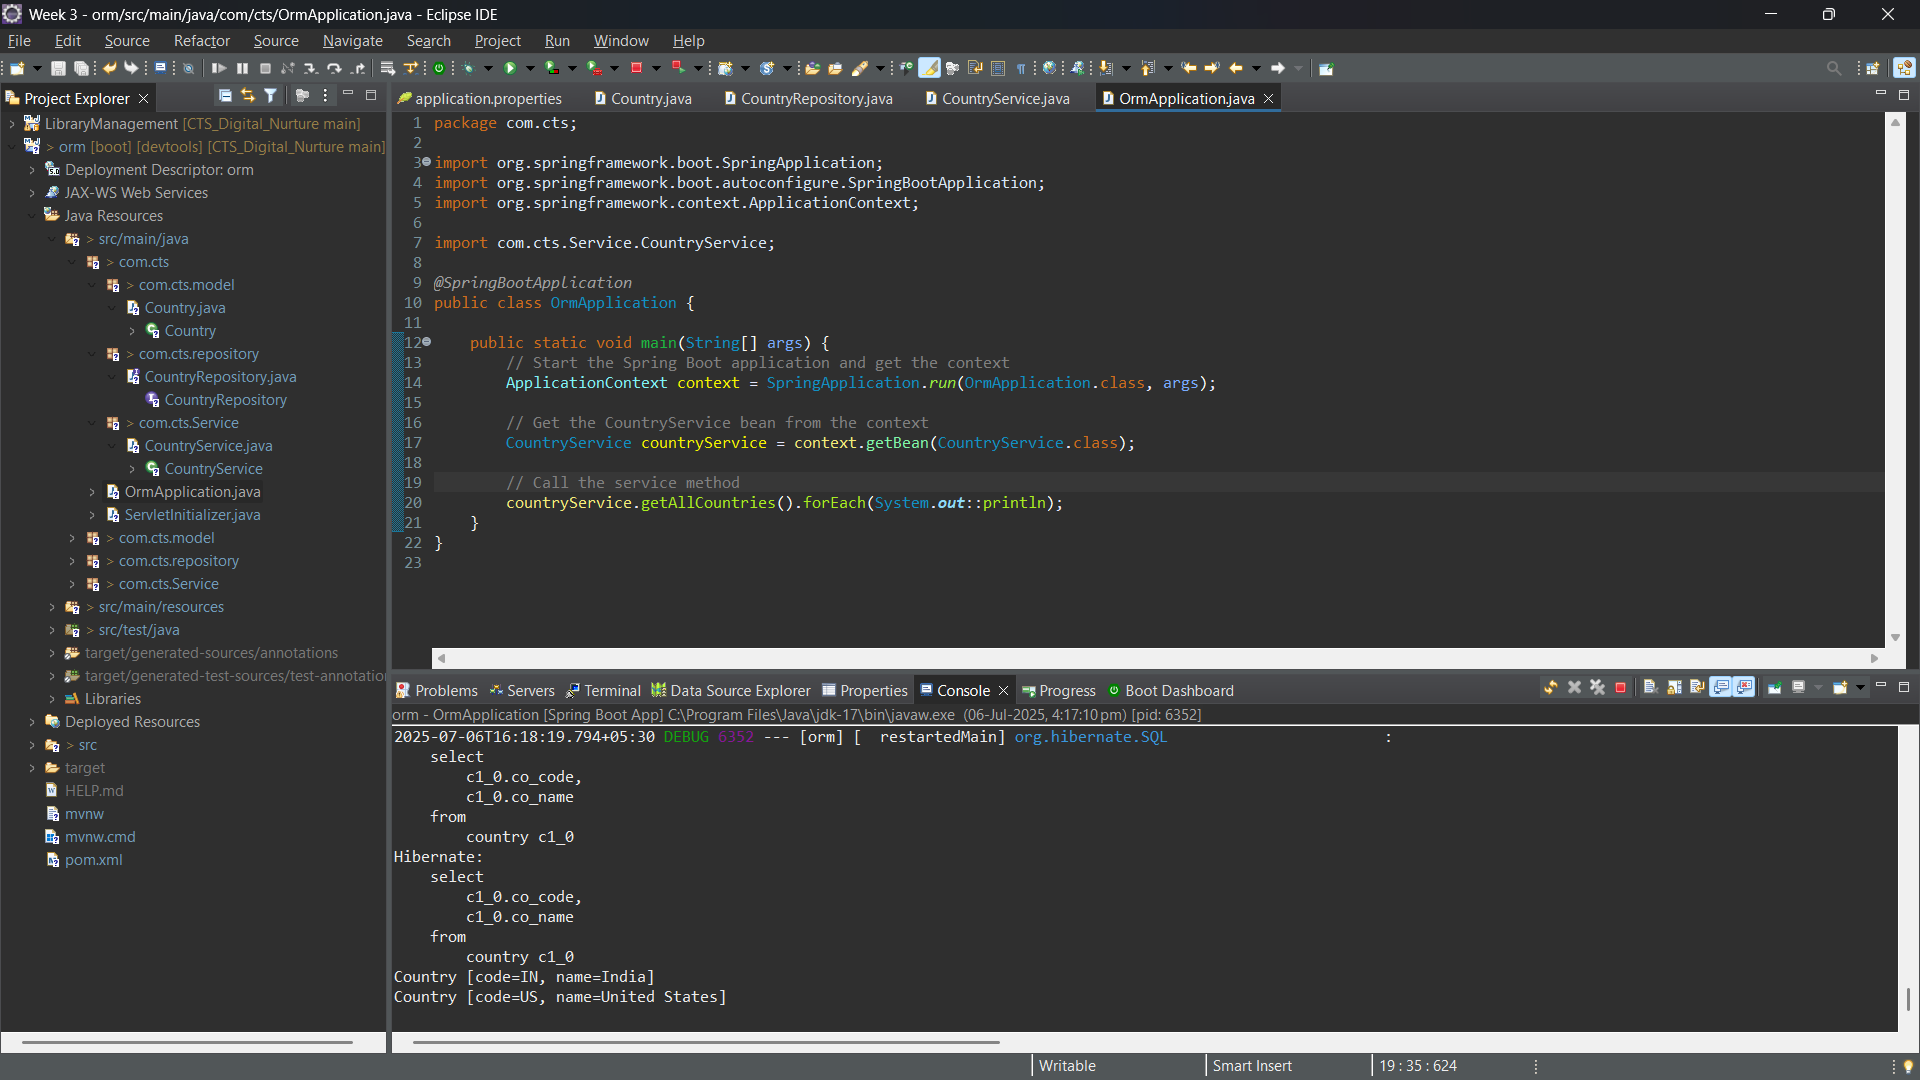 Week 3 - orm/src/main/java/com/cts/OrmApplication.java - Eclipse IDE
File Edit Source Refactor Source Navigate Search Project Run Window Help
Project Explorer
LibraryManagement [CTS_Digital_Nurture main]
> orm [boot] [devtools] [CTS_Digital_Nurture main]
Deployment Descriptor: orm
JAX-WS Web Services
Java Resources
> src/main/java
> com.cts
> com.cts.model
Country.java
Country
> com.cts.repository
CountryRepository.java
CountryRepository
> com.cts.Service
CountryService.java
CountryService
OrmApplication.java
ServletInitializer.java
> com.cts.model
> com.cts.repository
> com.cts.Service
> src/main/resources
> src/test/java
target/generated-sources/annotations
target/generated-test-sources/test-annotatio
Libraries
Deployed Resources
> src
target
HELP.md
mvnw
mvnw.cmd
pom.xml
application.properties Country.java CountryRepository.java CountryService.java OrmApplication.java
1 package com.cts;
2
3 import org.springframework.boot.SpringApplication;
4 import org.springframework.boot.autoconfigure.SpringBootApplication;
5 import org.springframework.context.ApplicationContext;
6
7 import com.cts.Service.CountryService;
8
9 @SpringBootApplication
10 public class OrmApplication {
11
12 public static void main(String[] args) {
13 // Start the Spring Boot application and get the context
14 ApplicationContext context = SpringApplication.run(OrmApplication.class, args);
15
16 // Get the CountryService bean from the context
17 CountryService countryService = context.getBean(CountryService.class);
18
19 // Call the service method
20 countryService.getAllCountries().forEach(System.out::println);
21 }
22 }
23
Problems Servers Terminal Data Source Explorer Properties Console Progress Boot Dashboard
orm - OrmApplication [Spring Boot App] C:\Program Files\Java\jdk-17\bin\javaw.exe (06-Jul-2025, 4:17:10 pm) [pid: 6352]
2025-07-06T16:18:19.794+05:30 DEBUG 6352 --- [orm] [ restartedMain] org.hibernate.SQL :
select
c1_0.co_code,
c1_0.co_name
from
country c1_0
Hibernate:
select
c1_0.co_code,
c1_0.co_name
from
country c1_0
Country [code=IN, name=India]
Country [code=US, name=United States]
Writable Smart Insert 19 : 35 : 624